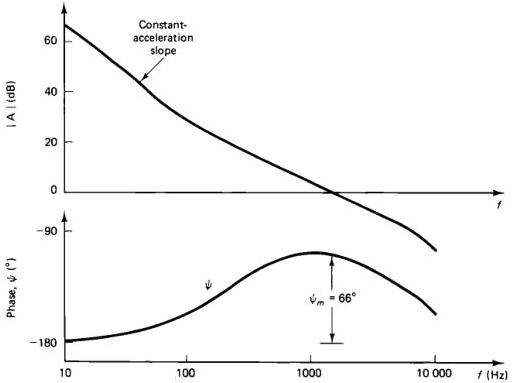 Constant-
acceleration
slope
|A| (dB)
60
40
20
0
f
Phase, ψ (°)
-90
-180
ψ
ψm = 66°
10
100
1000
10 000
f (Hz)